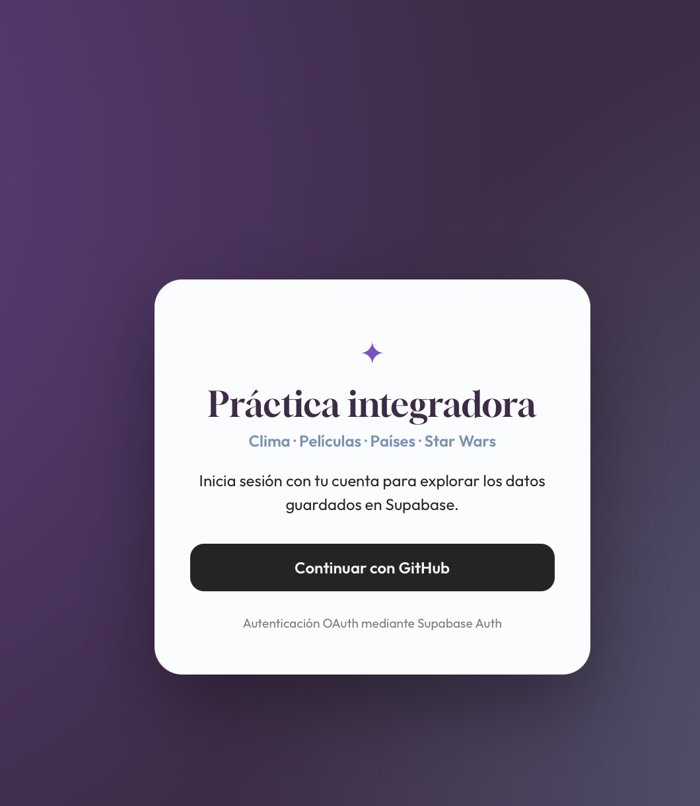 Práctica integradora
Clima · Películas · Países · Star Wars
Inicia sesión con tu cuenta para explorar los datos
guardados en Supabase.
Continuar con GitHub
Autenticación OAuth mediante Supabase Auth